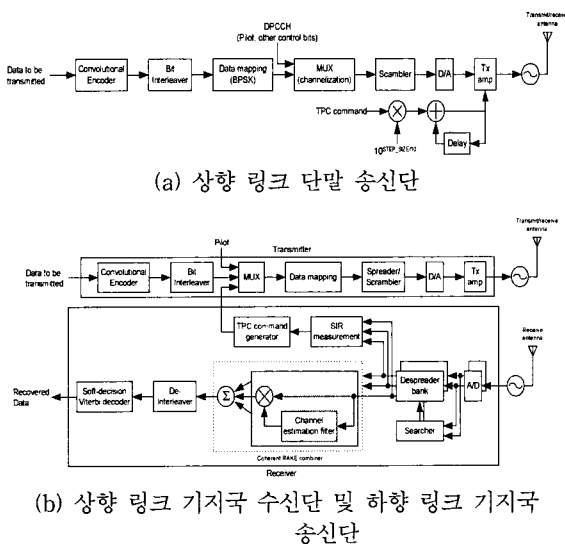 DPCCH
(Pilot, other control bits)
Transmit/receive
antenna
Data to be
transmitted
Convolutional
Encoder
Bit
Interleaver
Data mapping
(BPSK)
MUX
(channelization)
Scambler
D/A
Tx
amp
TPC command
Delay
(a) 상향 링크 단말 송신단
Transmit/receive
antenna
Pilot
Transmitter
Data to be
transmitted
Convolutional
Encoder
Bit
Interleaver
MUX
Data mapping
Spreader/
Scrambler
D/A
Tx
amp
TPC command
generator
SIR
measurement
Receive
antenna
Recovered
Data
Soft-decision
Viterbi decoder
De-
Interleaver
Σ
Despreader
bank
A/D
Channel
estimation filter
Searcher
Coherent RAKE combiner
Receiver
(b) 상향 링크 기지국 수신단 및 하향 링크 기지국
송신단